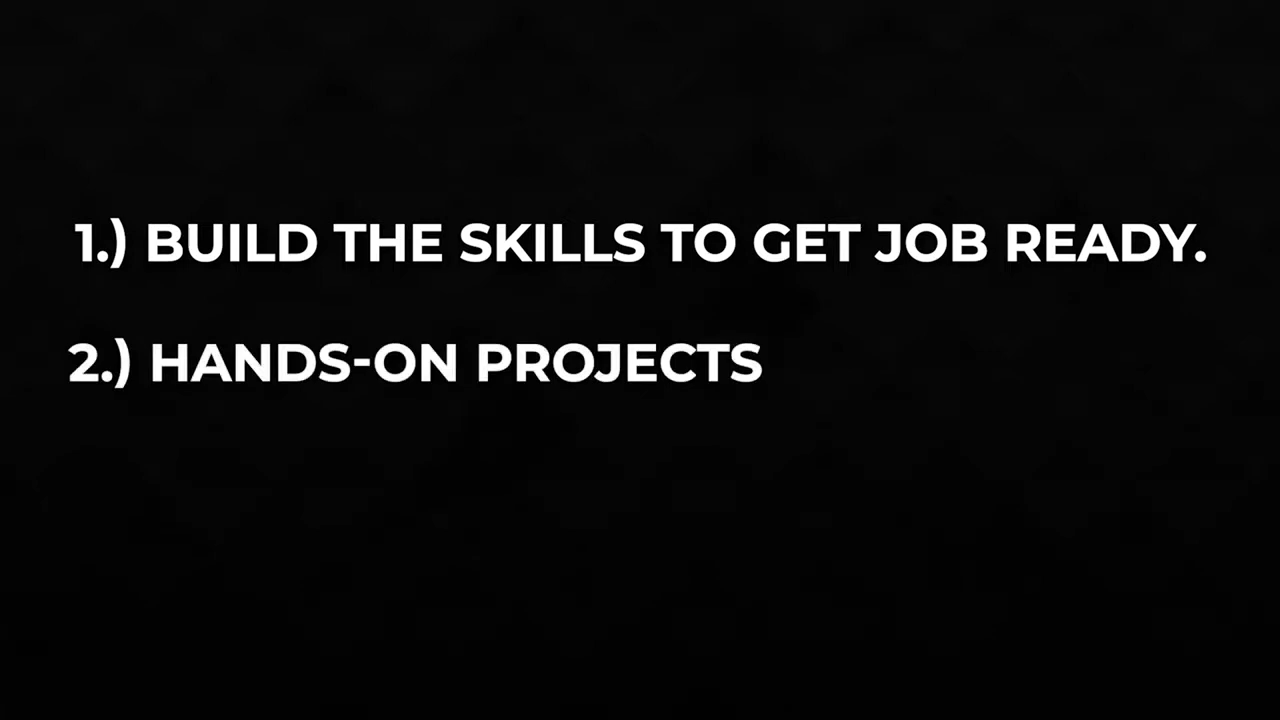 1.) BUILD THE SKILLS TO GET JOB READY.
2.) HANDS-ON PROJECTS